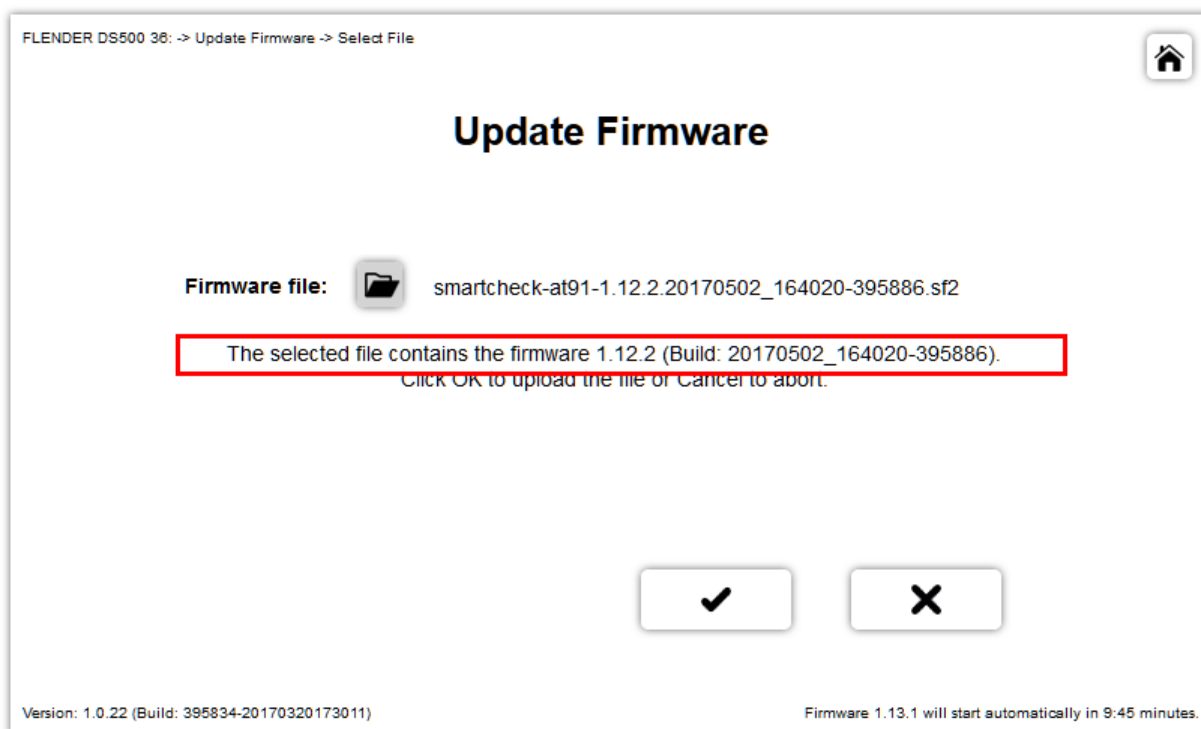 FLENDER DS500 36: -> Update Firmware -> Select File
Update Firmware
Firmware file: smartcheck-at91-1.12.2.20170502_164020-395886.sf2
The selected file contains the firmware 1.12.2 (Build: 20170502_164020-395886).
Click OK to upload the file or Cancel to abort.
Version: 1.0.22 (Build: 395834-20170320173011)
Firmware 1.13.1 will start automatically in 9:45 minutes.